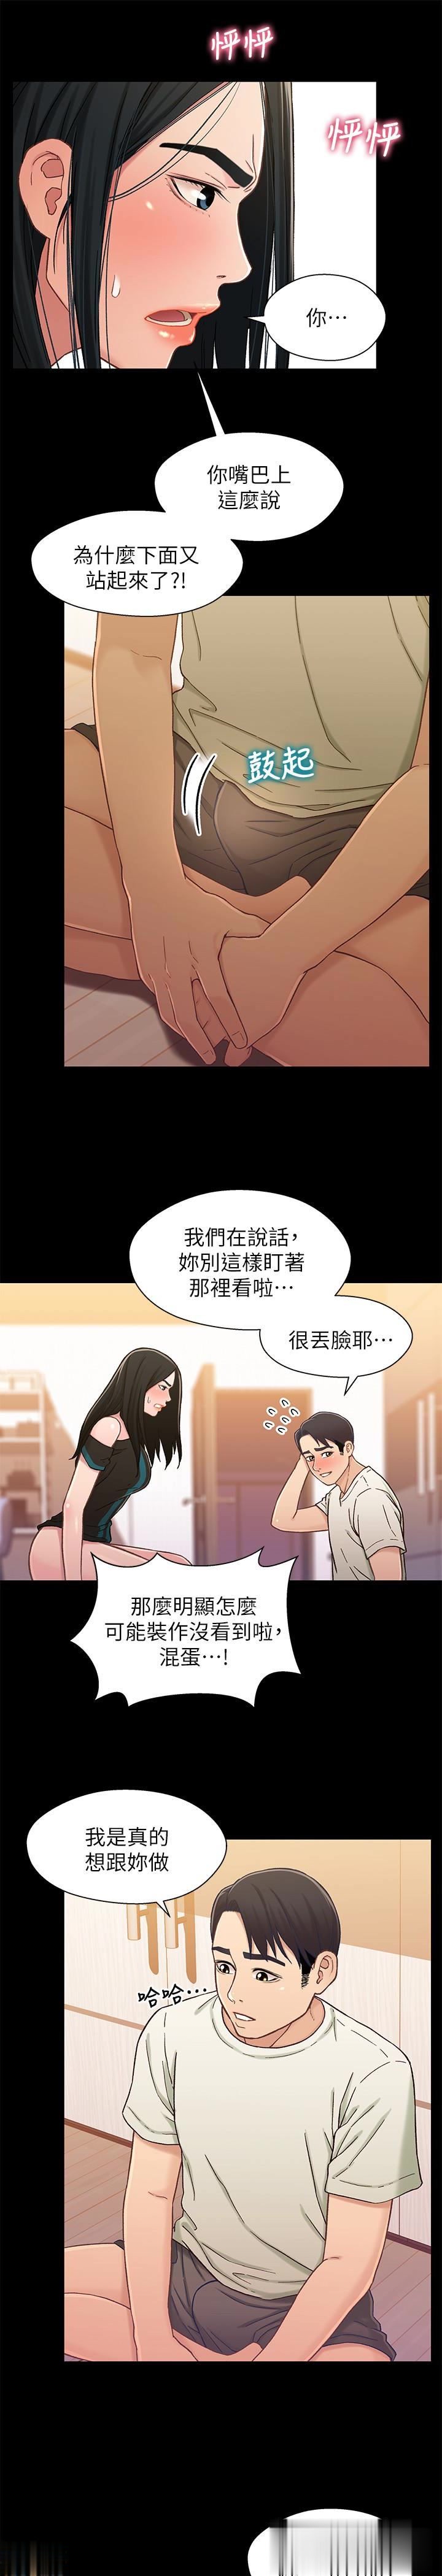 怦怦
怦怦
你…
你嘴巴上
這麼說
為什麼下面又
站起來了?!
鼓起
我們在說話，
妳別這樣盯著
那裡看啦…
很丟臉耶…
那麼明顯怎麼
可能裝作沒看到啦，
混蛋…!
我是真的
想跟妳做
哈哈…